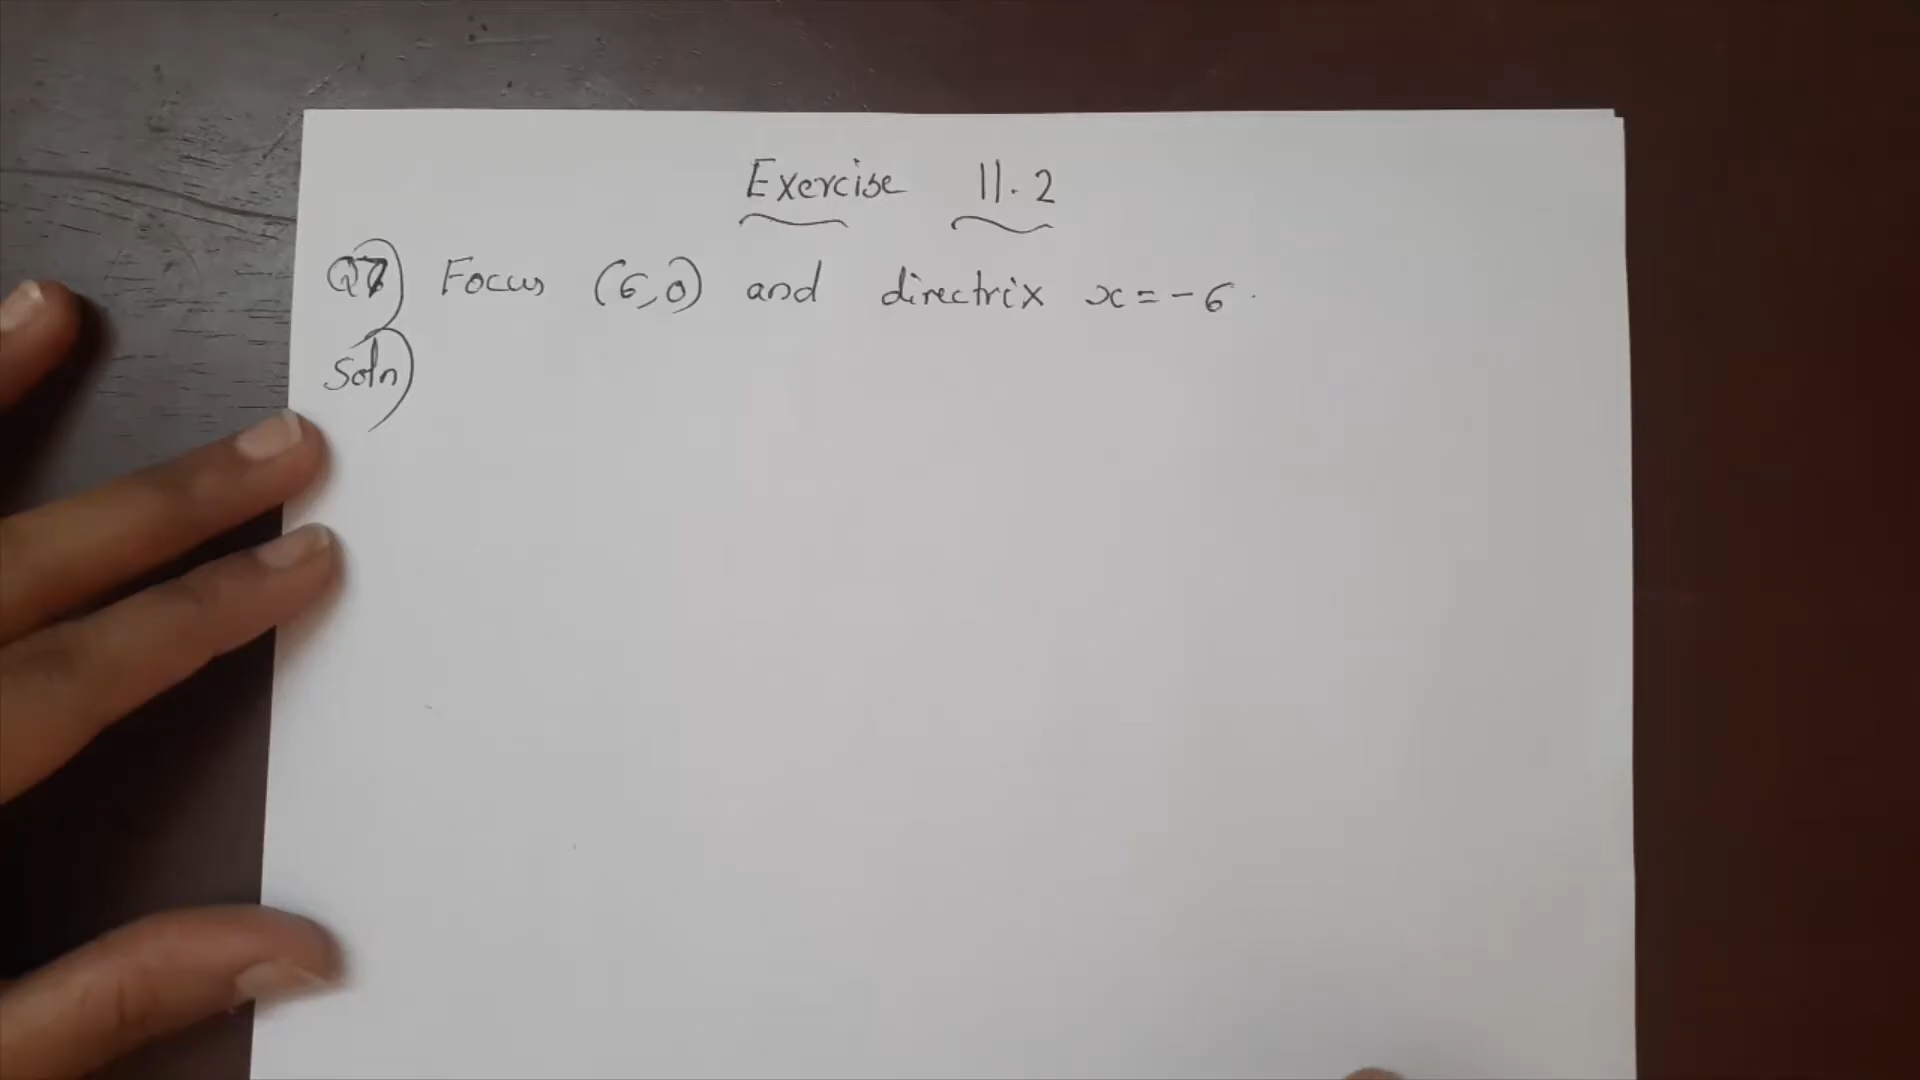 Exercise 11.2
Q7) Focus (6,0) and directrix x=-6.
Soln)